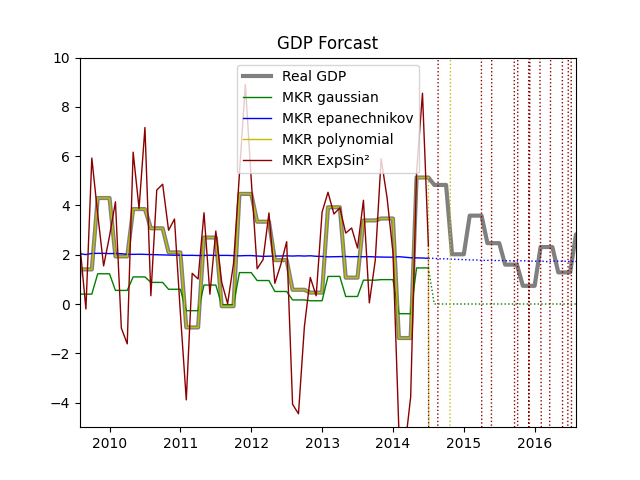 GDP Forcast
10
8
6
4
2
0
−2
−4
Real GDP
MKR gaussian
MKR epanechnikov
MKR polynomial
MKR ExpSin²
2010 2011 2012 2013 2014 2015 2016